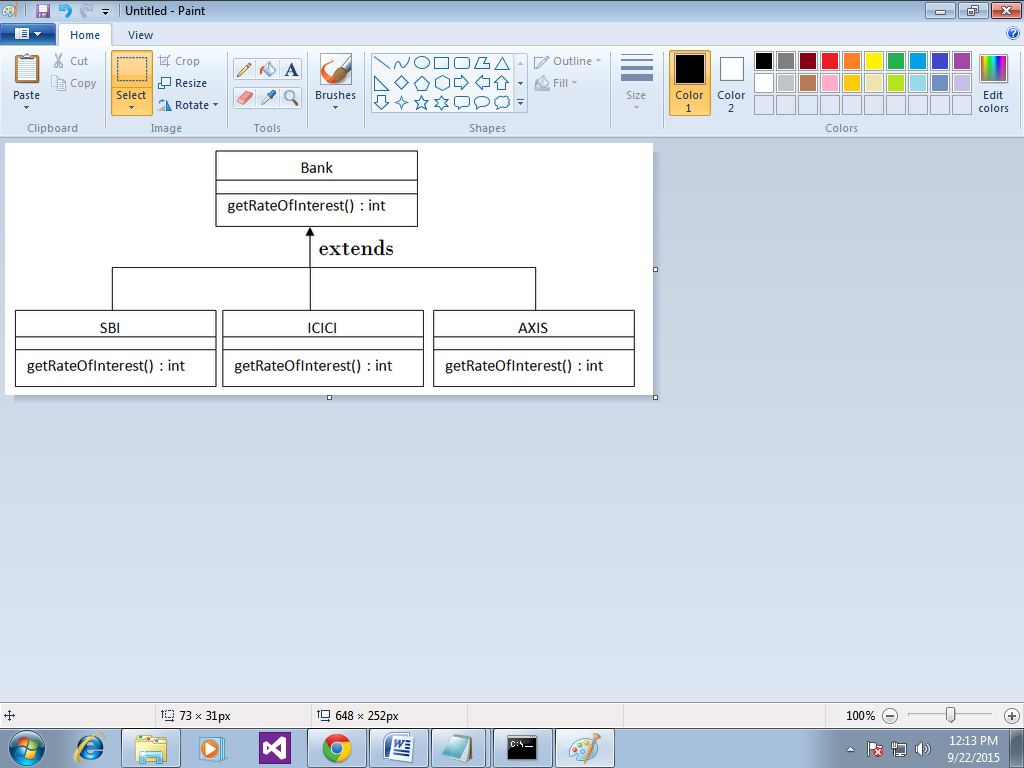 Untitled - Paint
Home View
Paste
Cut
Copy
Clipboard
Select
Crop
Resize
Rotate
Image
A
Tools
Brushes
Shapes
Outline
Fill
Size
Color 1
Color 2
Edit colors
Colors
Bank
getRateOfInterest() : int
extends
SBI
getRateOfInterest() : int
ICICI
getRateOfInterest() : int
AXIS
getRateOfInterest() : int
73 × 31px
648 × 252px
100%
C:\
12:13 PM
9/22/2015